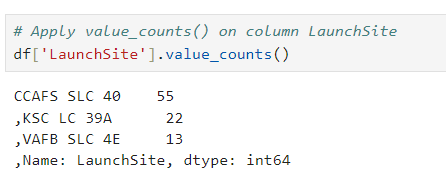 # Apply value_counts() on column LaunchSite
df['LaunchSite'].value_counts()
CCAFS SLC 40    55
,KSC LC 39A      22
,VAFB SLC 4E     13
,Name: LaunchSite, dtype: int64